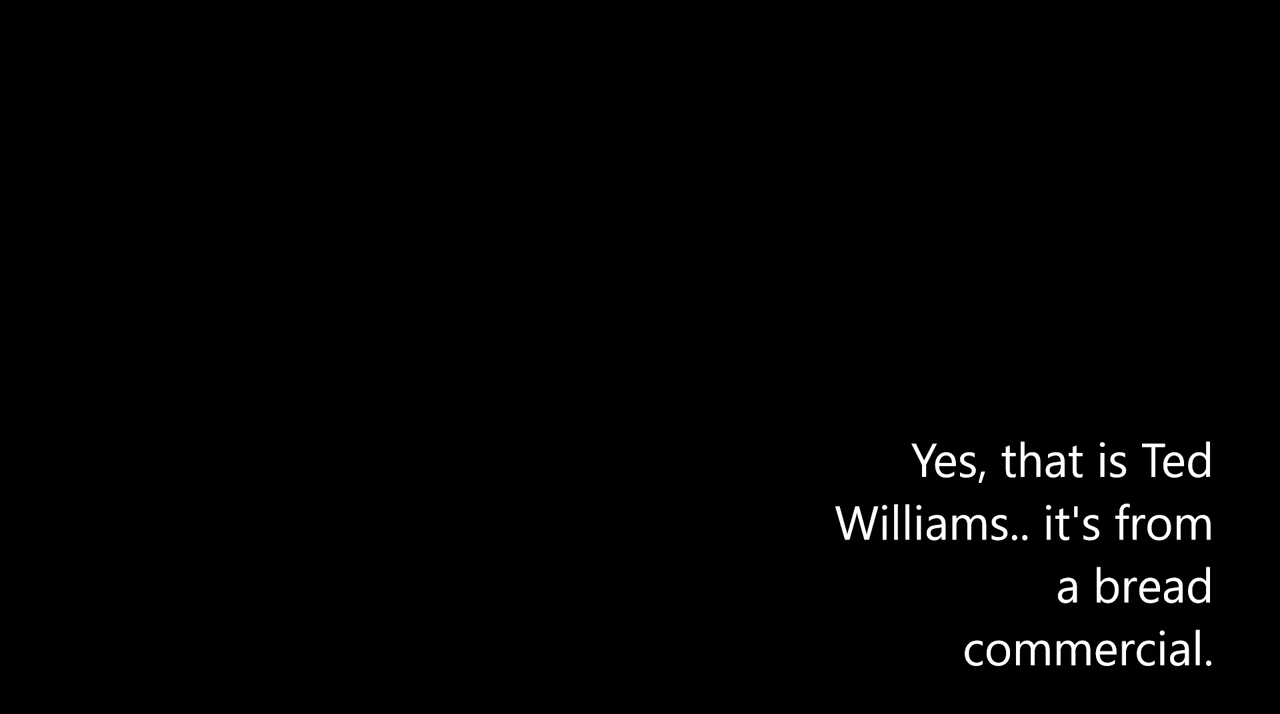 Yes, that is Ted
Williams.. it's from
a bread
commercial.